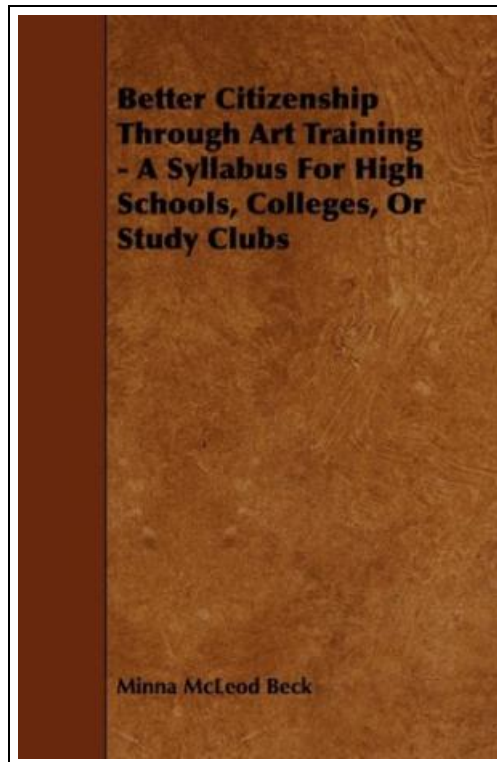 Better Citizenship
Through Art Training
- A Syllabus For High
Schools, Colleges, Or
Study Clubs
Minna McLeod Beck